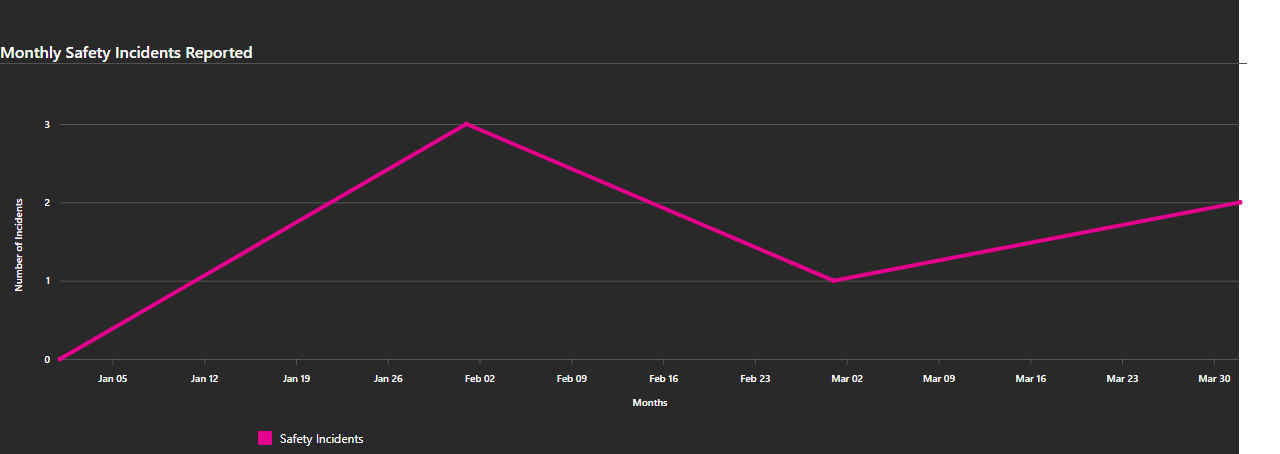 Monthly Safety Incidents Reported
3
2
1
0
Number of Incidents
Jan 05 Jan 12 Jan 19 Jan 26 Feb 02 Feb 09 Feb 16 Feb 23 Mar 02 Mar 09 Mar 16 Mar 23 Mar 30
Months
Safety Incidents